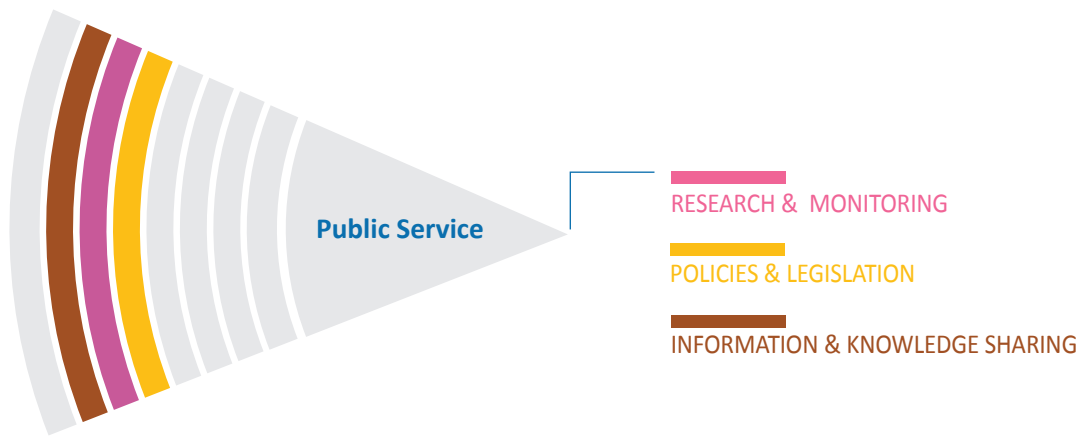 Public Service
RESEARCH & MONITORING
POLICIES & LEGISLATION
INFORMATION & KNOWLEDGE SHARING